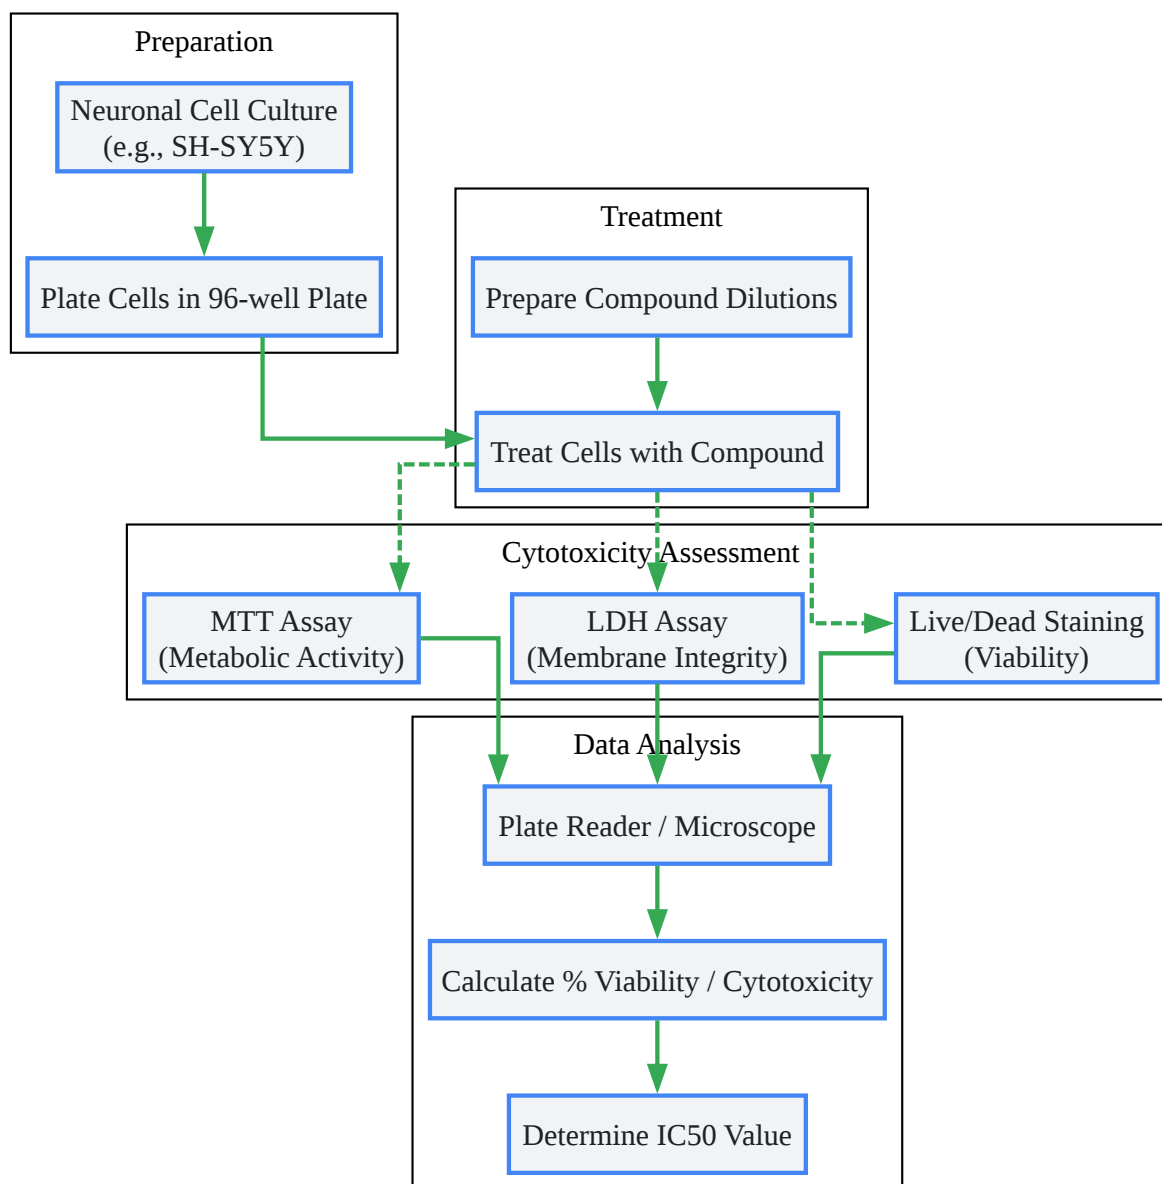 Preparation
Neuronal Cell Culture
(e.g., SH-SY5Y)
Plate Cells in 96-well Plate
Treatment
Prepare Compound Dilutions
Treat Cells with Compound
Cytotoxicity Assessment
MTT Assay
(Metabolic Activity)
LDH Assay
(Membrane Integrity)
Live/Dead Staining
(Viability)
Data Analysis
Plate Reader / Microscope
Calculate % Viability / Cytotoxicity
Determine IC50 Value